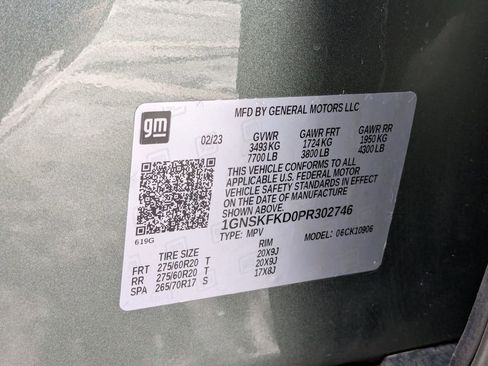 gm
MFD BY GENERAL MOTORS LLC
02/23 GVWR GAWR FRT GAWR RR
3493 KG 1724 KG 1950 KG
7700 LB 3800 LB 4300 LB
THIS VEHICLE CONFORMS TO ALL
APPLICABLE U.S. FEDERAL MOTOR
VEHICLE SAFETY STANDARDS IN EFFECT
ON THE DATE OF MANUFACTURE
SHOWN ABOVE.
1GNSKFKD0PR302746
TYPE: MPV MODEL: 06CK10906
619G
TIRE SIZE RIM
FRT 275/60R20 T 20X9J
RR 275/60R20 T 20X9J
SPA 265/70R17 S 17X8J